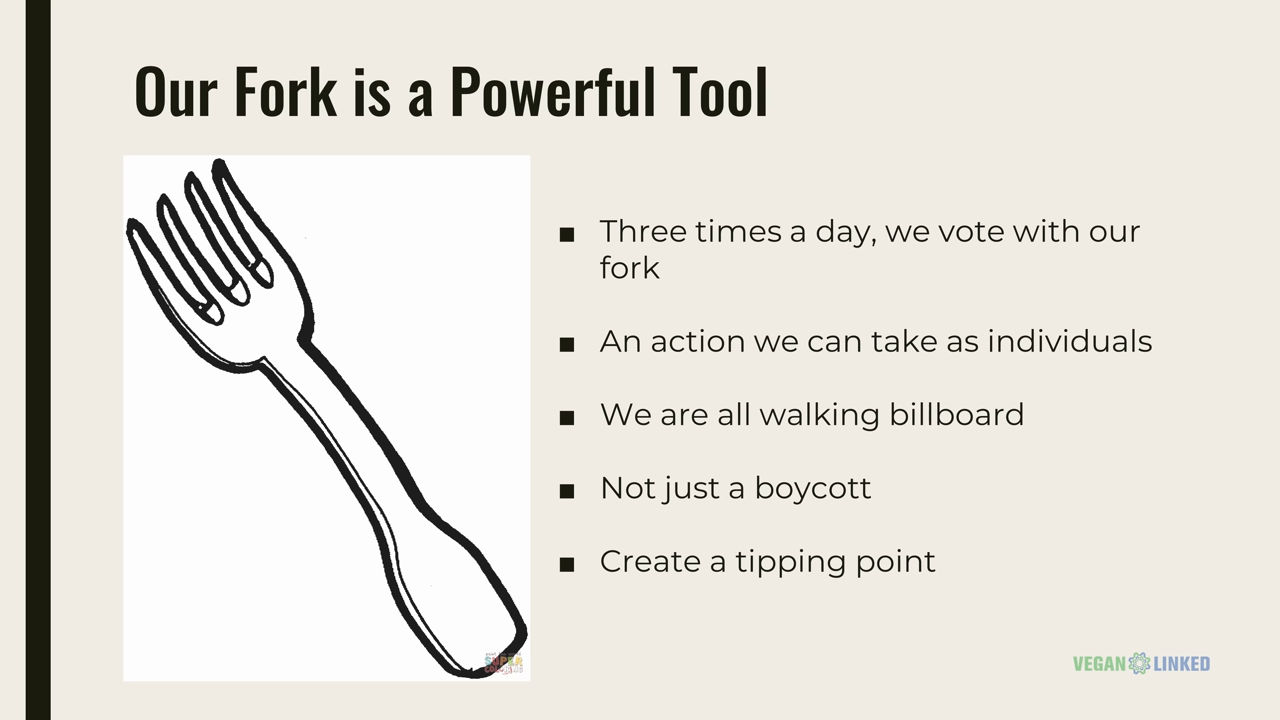 Our Fork is a Powerful Tool
Three times a day, we vote with our
fork
An action we can take as individuals
We are all walking billboard
Not just a boycott
Create a tipping point
SUPER
VEGAN LINKED